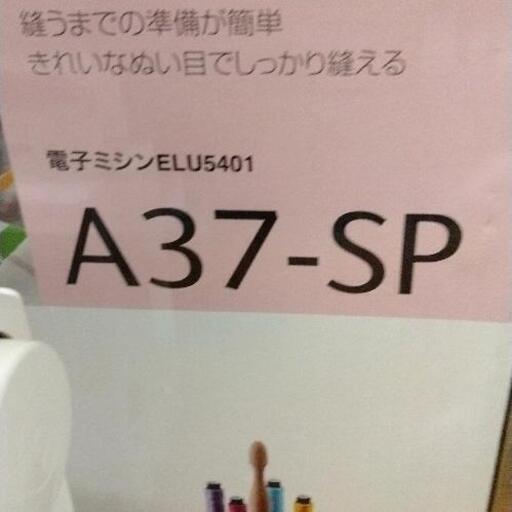 縫うまでの準備が簡単
きれいなぬい目でしっかり縫える
電子ミシンELU5401
A37-SP